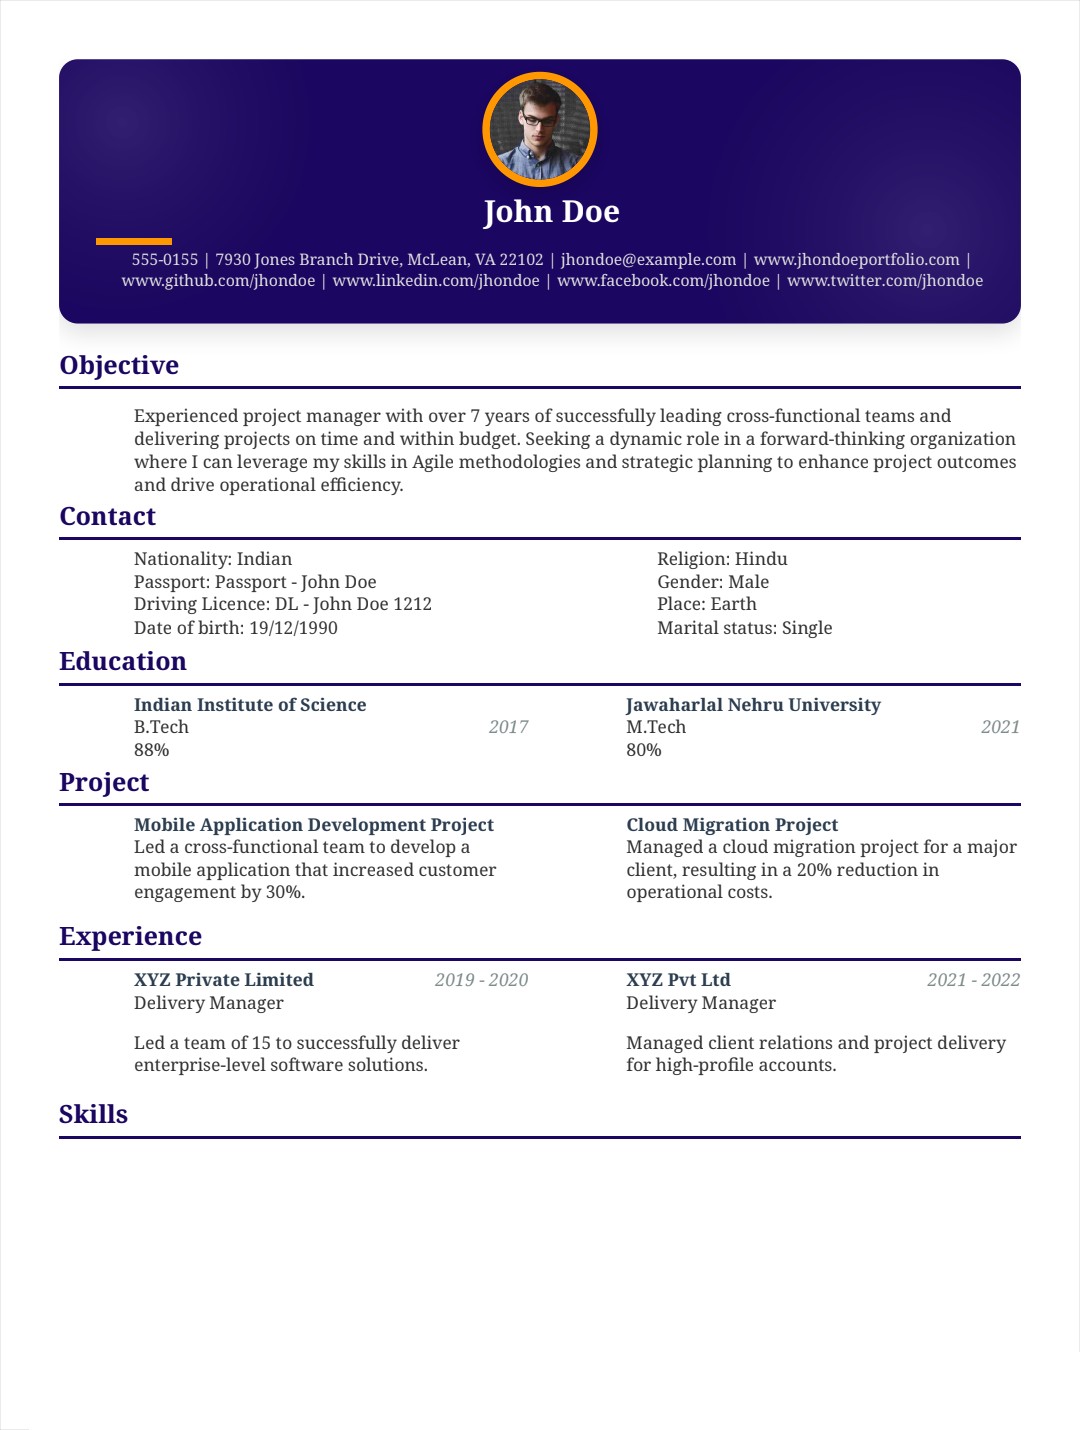 John Doe
555-0155 | 7930 Jones Branch Drive, McLean, VA 22102 | jhondoe@example.com | www.jhondoeportfolio.com |
www.github.com/jhondoe | www.linkedin.com/jhondoe | www.facebook.com/jhondoe | www.twitter.com/jhondoe
Objective
Experienced project manager with over 7 years of successfully leading cross-functional teams and
delivering projects on time and within budget. Seeking a dynamic role in a forward-thinking organization
where I can leverage my skills in Agile methodologies and strategic planning to enhance project outcomes
and drive operational efficiency.
Contact
Nationality: Indian
Passport: Passport - John Doe
Driving Licence: DL - John Doe 1212
Date of birth: 19/12/1990
Religion: Hindu
Gender: Male
Place: Earth
Marital status: Single
Education
Indian Institute of Science
B.Tech 2017
88%
Jawaharlal Nehru University
M.Tech 2021
80%
Project
Mobile Application Development Project
Led a cross-functional team to develop a
mobile application that increased customer
engagement by 30%.
Cloud Migration Project
Managed a cloud migration project for a major
client, resulting in a 20% reduction in
operational costs.
Experience
XYZ Private Limited 2019 - 2020
Delivery Manager
Led a team of 15 to successfully deliver
enterprise-level software solutions.
XYZ Pvt Ltd 2021 - 2022
Delivery Manager
Managed client relations and project delivery
for high-profile accounts.
Skills